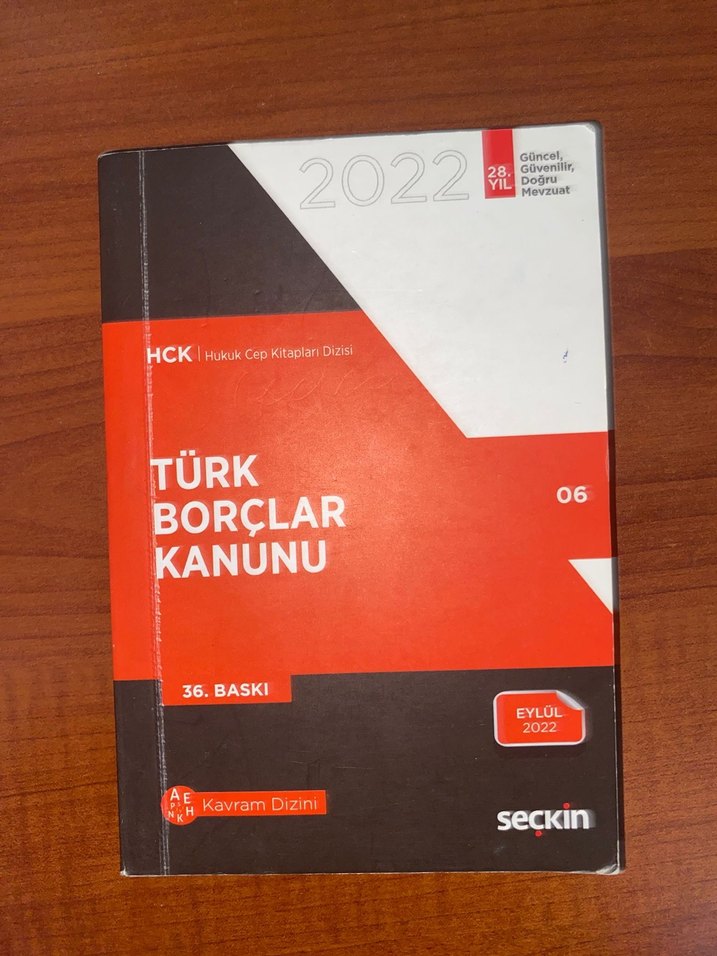 2022
28.
YIL
Güncel,
Güvenilir,
Doğru
Mevzuat
HCK | Hukuk Cep Kitapları Dizisi
TÜRK
BORÇLAR
KANUNU
06
36. BASKI
EYLÜL
2022
A E
P N K H
Kavram Dizini
seçkin